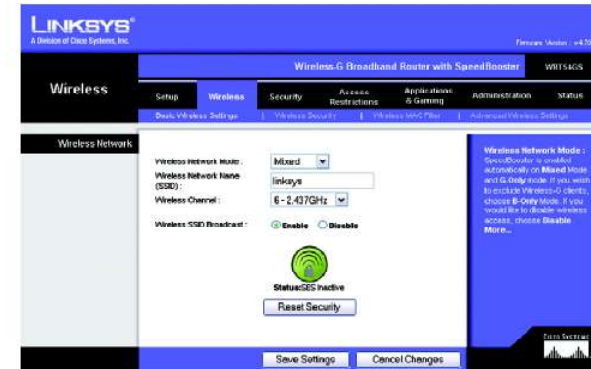 LINKSYS®
A Division of Cisco Systems, Inc.
Firmware Version : v4.70
Wireless-G Broadband Router with SpeedBooster
WRT54GS
Wireless
Setup
Wireless
Security
Access Restrictions
Applications & Gaming
Administration
Status
Basic Wireless Settings | Wireless Security | Wireless MAC Filter | Advanced Wireless Settings
Wireless Network
Wireless Network Mode :
Mixed
Wireless Network Name (SSID) :
linksys
Wireless Channel :
6 - 2.437GHz
Wireless SSID Broadcast :
Enable
Disable
Status:SES Inactive
Reset Security
Save Settings
Cancel Changes
Wireless Network Mode :
SpeedBooster is enabled
automatically on Mixed Mode
and G-Only mode. If you wish
to exclude Wireless-G clients,
choose B-Only Mode. If you
would like to disable wireless
access, choose Disable
More...
Cisco Systems